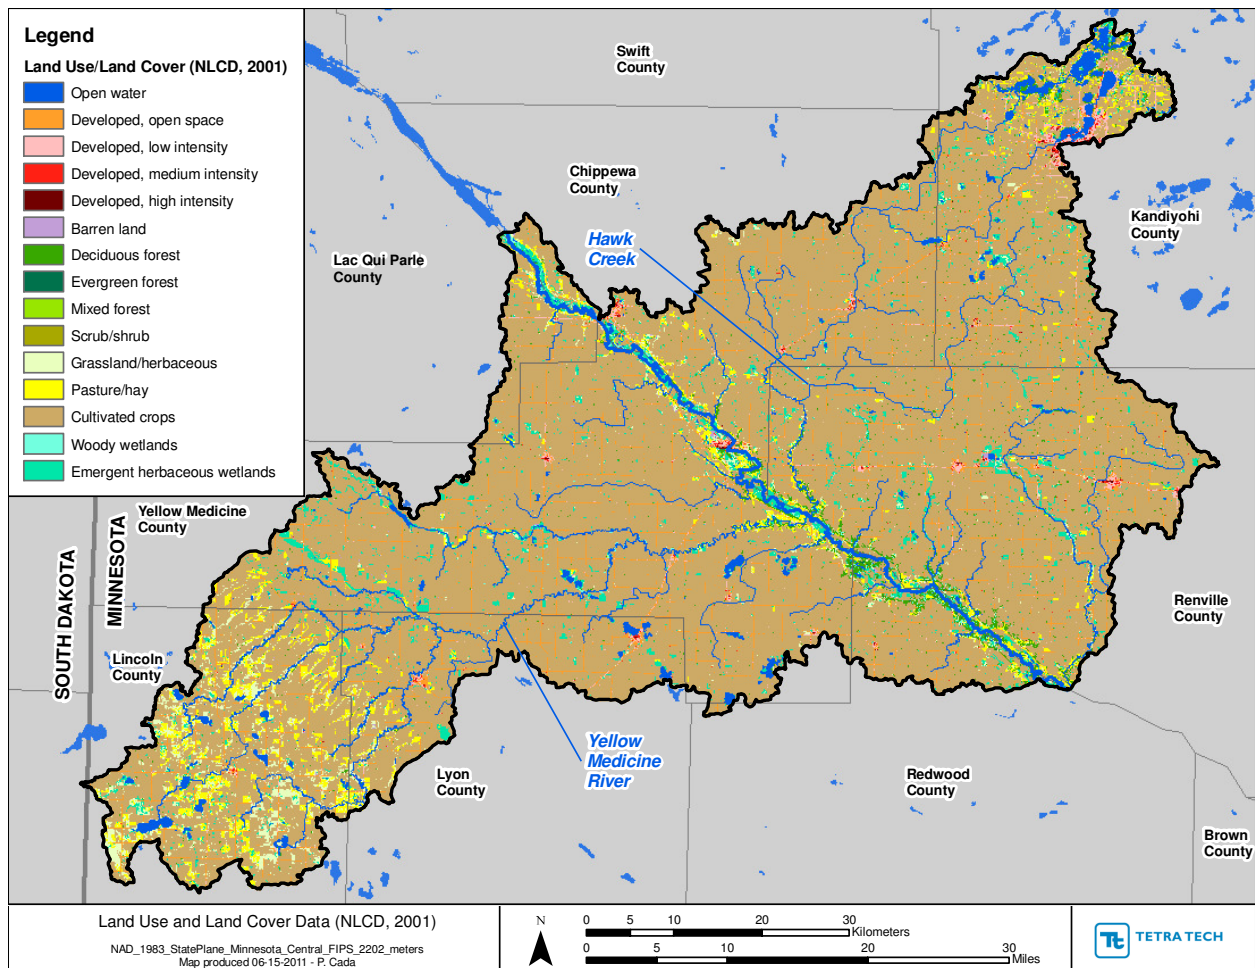 Legend
Land Use/Land Cover (NLCD, 2001)
Open water
Developed, open space
Developed, low intensity
Developed, medium intensity
Developed, high intensity
Barren land
Deciduous forest
Evergreen forest
Mixed forest
Scrub/shrub
Grassland/herbaceous
Pasture/hay
Cultivated crops
Woody wetlands
Emergent herbaceous wetlands
Swift
County
Chippewa
County
Kandiyohi
County
Hawk
Creek
Lac Qui Parle
County
Yellow Medicine
County
SOUTH DAKOTA
MINNESOTA
Renville
County
Lincoln
County
Yellow
Medicine
River
Lyon
County
Redwood
County
Brown
County
Land Use and Land Cover Data (NLCD, 2001)
NAD_1983_StatePlane_Minnesota_Central_FIPS_2202_meters
Map produced 06-15-2011 - P. Cada
N
0 5 10 20 30
Kilometers
0 5 10 20 30
Miles
Tt TETRA TECH